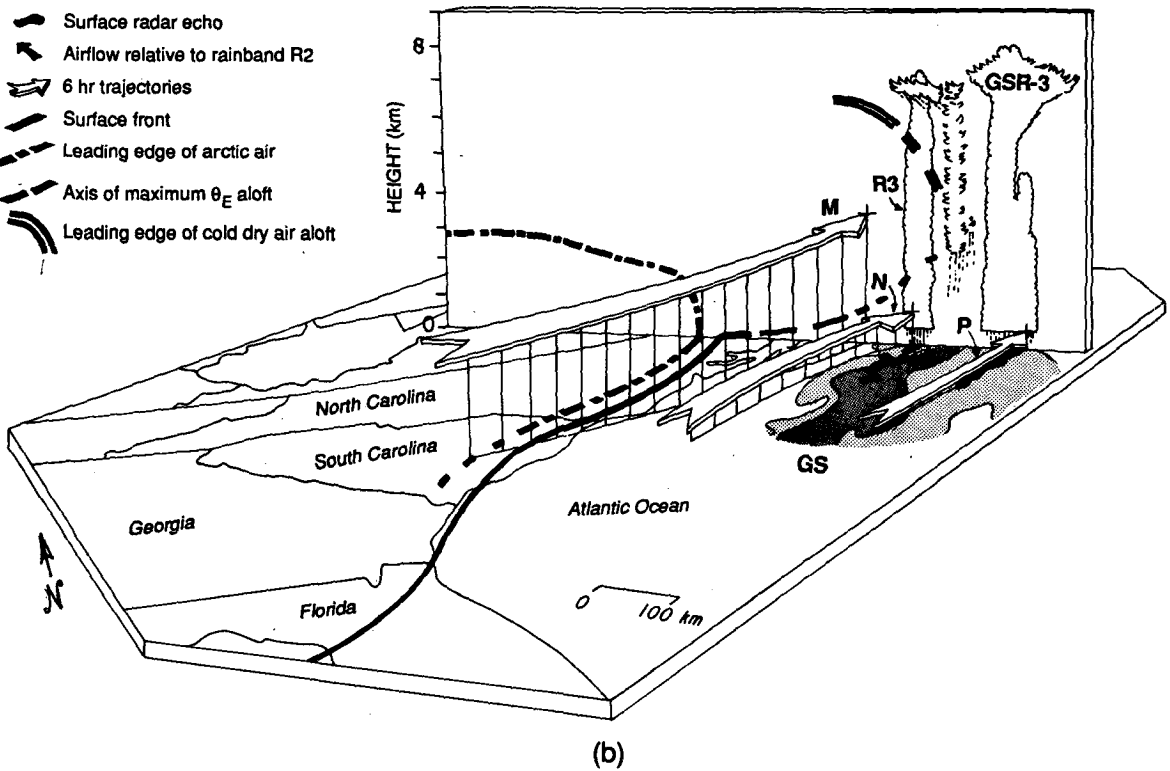 Surface radar echo
Airflow relative to rainband R2
6 hr trajectories
Surface front
Leading edge of arctic air
Axis of maximum θE aloft
Leading edge of cold dry air aloft
HEIGHT (km)
8
4
0
GSR-3
R3
M
N
P
North Carolina
South Carolina
GS
Georgia
Atlantic Ocean
N
Florida
0 100 km
(b)